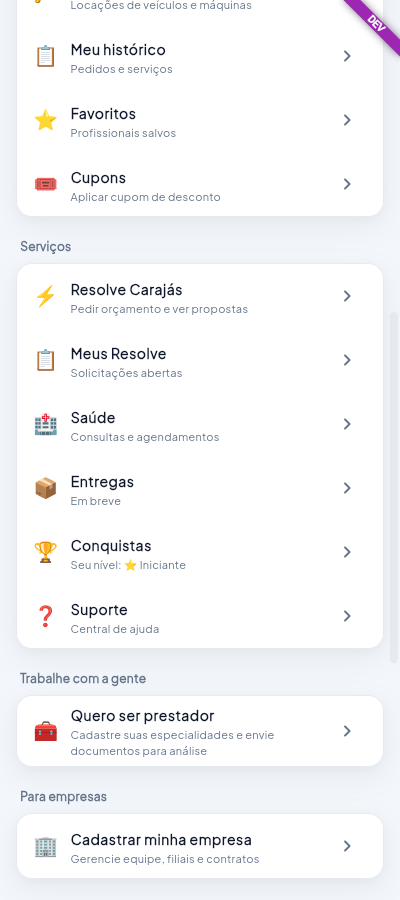 Locações de veículos e máquinas
DEV
Meu histórico
Pedidos e serviços
Favoritos
Profissionais salvos
Cupons
Aplicar cupom de desconto
Serviços
Resolve Carajás
Pedir orçamento e ver propostas
Meus Resolve
Solicitações abertas
Saúde
Consultas e agendamentos
Entregas
Em breve
Conquistas
Seu nível: ⭐ Iniciante
Suporte
Central de ajuda
Trabalhe com a gente
Quero ser prestador
Cadastre suas especialidades e envie
documentos para análise
Para empresas
Cadastrar minha empresa
Gerencie equipe, filiais e contratos